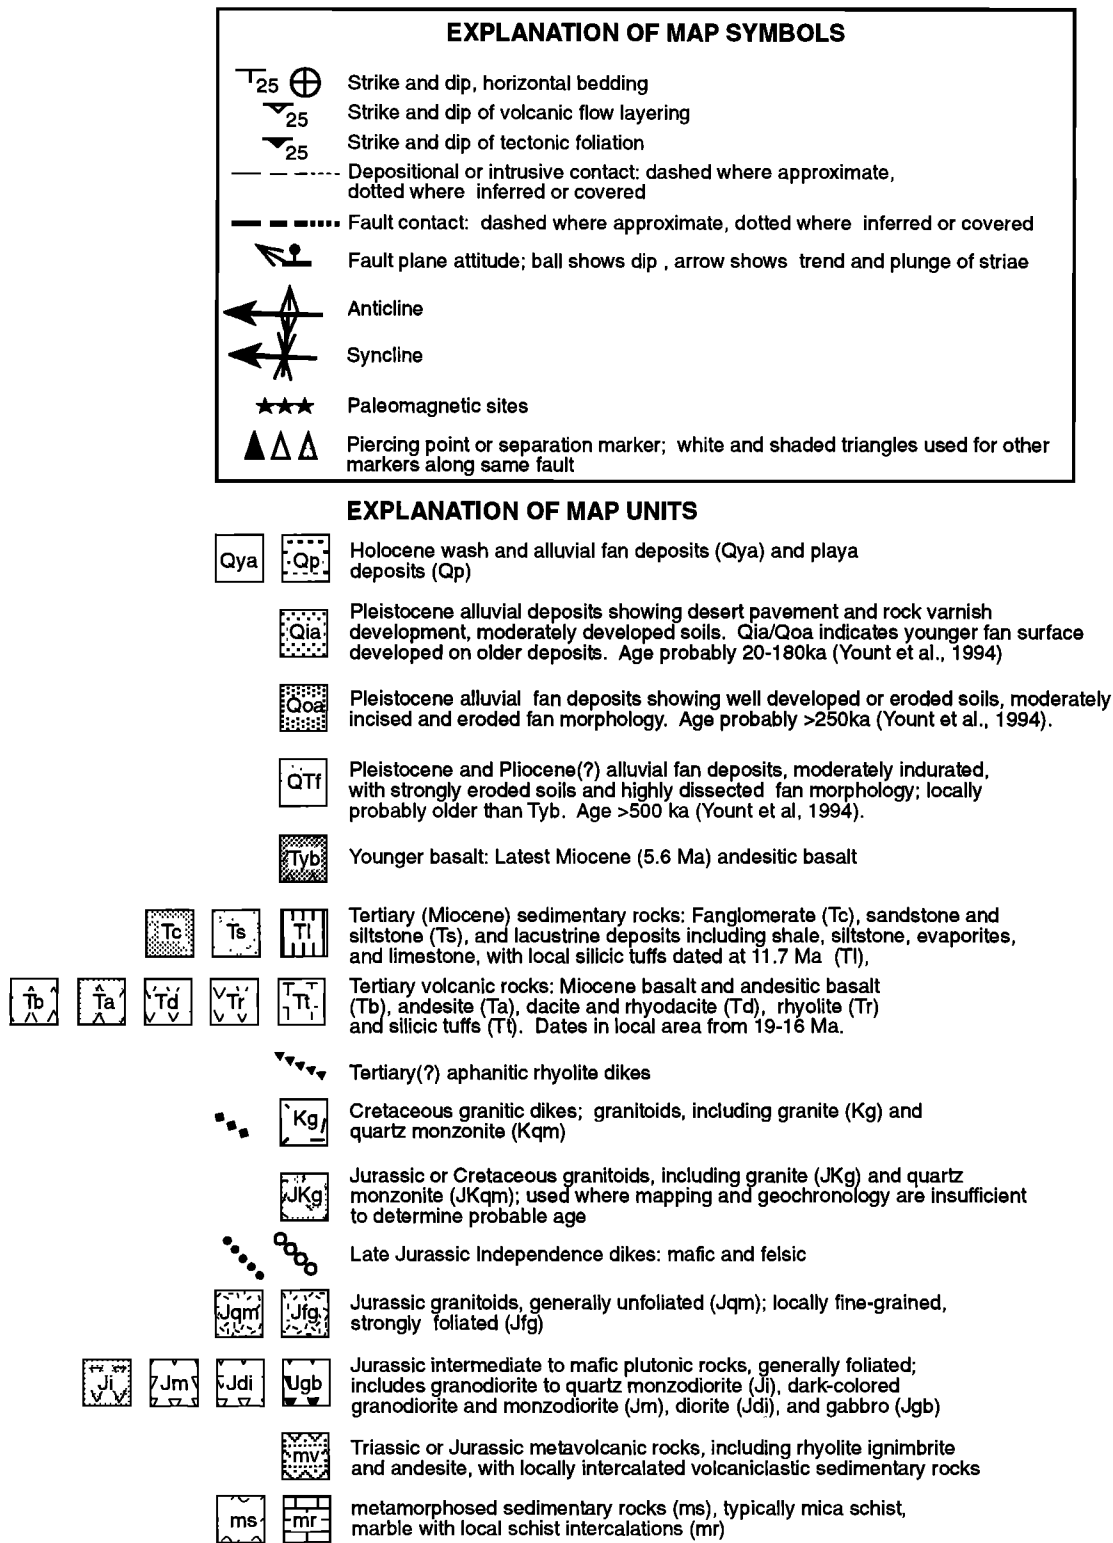 EXPLANATION OF MAP SYMBOLS
25 Strike and dip, horizontal bedding
25 Strike and dip of volcanic flow layering
25 Strike and dip of tectonic foliation
Depositional or intrusive contact: dashed where approximate,
dotted where inferred or covered
Fault contact: dashed where approximate, dotted where inferred or covered
Fault plane attitude; ball shows dip , arrow shows trend and plunge of striae
Anticline
Syncline
Paleomagnetic sites
Piercing point or separation marker; white and shaded triangles used for other
markers along same fault
EXPLANATION OF MAP UNITS
Qya Qp Holocene wash and alluvial fan deposits (Qya) and playa
deposits (Qp)
Pleistocene alluvial deposits showing desert pavement and rock varnish
Qia development, moderately developed soils. Qia/Qoa indicates younger fan surface
developed on older deposits. Age probably 20-180ka (Yount et al., 1994)
Qoa Pleistocene alluvial fan deposits showing well developed or eroded soils, moderately
incised and eroded fan morphology. Age probably >250ka (Yount et al., 1994).
Pleistocene and Pliocene(?) alluvial fan deposits, moderately indurated,
QTf with strongly eroded soils and highly dissected fan morphology; locally
probably older than Tyb. Age >500 ka (Yount et al, 1994).
Tyb Younger basalt: Latest Miocene (5.6 Ma) andesitic basalt
Tertiary (Miocene) sedimentary rocks: Fanglomerate (Tc), sandstone and
Tc Ts Tl siltstone (Ts), and lacustrine deposits including shale, siltstone, evaporites,
and limestone, with local silicic tuffs dated at 11.7 Ma (Tl),
Tertiary volcanic rocks: Miocene basalt and andesitic basalt
Tb Ta Td Tr Tt (Tb), andesite (Ta), dacite and rhyodacite (Td), rhyolite (Tr)
and silicic tuffs (Tt). Dates in local area from 19-16 Ma.
Tertiary(?) aphanitic rhyolite dikes
Kg Cretaceous granitic dikes; granitoids, including granite (Kg) and
quartz monzonite (Kqm)
Jurassic or Cretaceous granitoids, including granite (JKg) and quartz
JKg monzonite (JKqm); used where mapping and geochronology are insufficient
to determine probable age
Late Jurassic Independence dikes: mafic and felsic
Jqm Jfg Jurassic granitoids, generally unfoliated (Jqm); locally fine-grained,
strongly foliated (Jfg)
Jurassic intermediate to mafic plutonic rocks, generally foliated;
Ji Jm Jdi Jgb includes granodiorite to quartz monzodiorite (Ji), dark-colored
granodiorite and monzodiorite (Jm), diorite (Jdi), and gabbro (Jgb)
mv Triassic or Jurassic metavolcanic rocks, including rhyolite ignimbrite
and andesite, with locally intercalated volcaniclastic sedimentary rocks
ms mr metamorphosed sedimentary rocks (ms), typically mica schist,
marble with local schist intercalations (mr)